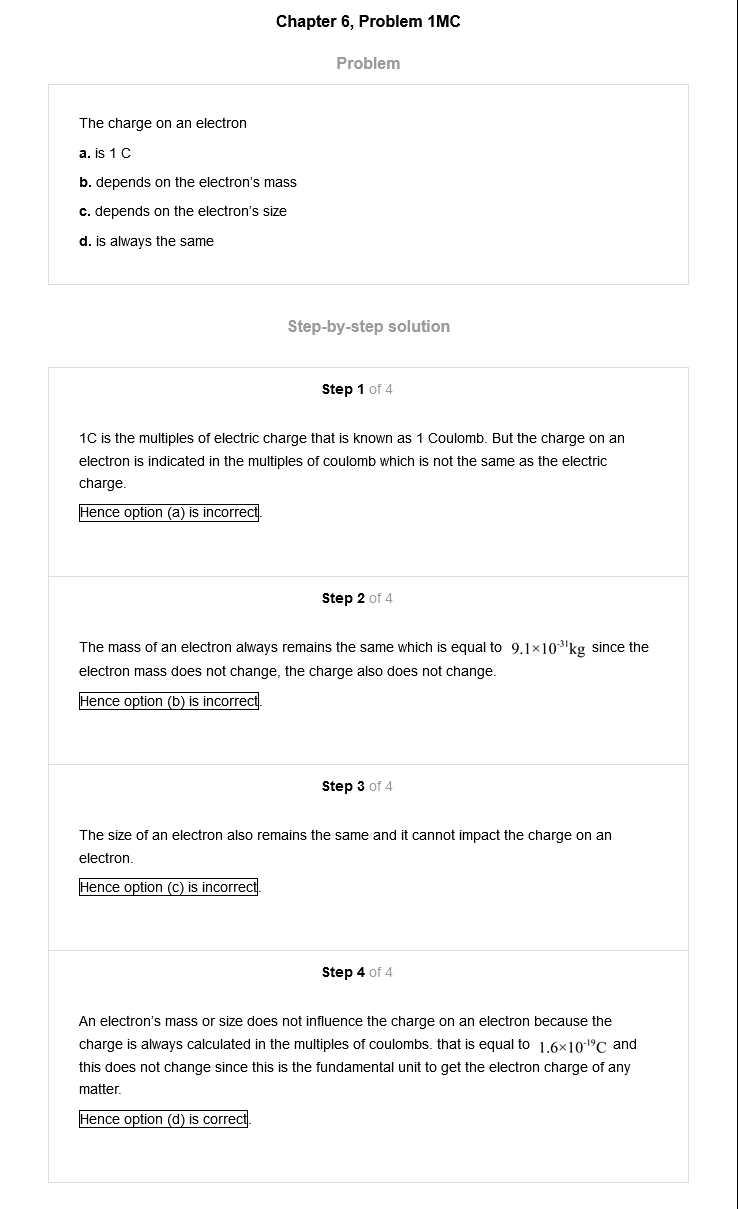 Chapter 6, Problem 1MC
Problem
The charge on an electron
a. is 1 C
b. depends on the electron's mass
c. depends on the electron's size
d. is always the same
Step-by-step solution
Step 1 of 4
1C is the multiples of electric charge that is known as 1 Coulomb. But the charge on an
electron is indicated in the multiples of coulomb which is not the same as the electric
charge.
Hence option (a) is incorrect.
Step 2 of 4
The mass of an electron always remains the same which is equal to 9.1×10⁻³¹kg since the
electron mass does not change, the charge also does not change.
Hence option (b) is incorrect.
Step 3 of 4
The size of an electron also remains the same and it cannot impact the charge on an
electron.
Hence option (c) is incorrect.
Step 4 of 4
An electron's mass or size does not influence the charge on an electron because the
charge is always calculated in the multiples of coulombs. that is equal to 1.6×10⁻¹⁹C and
this does not change since this is the fundamental unit to get the electron charge of any
matter.
Hence option (d) is correct.